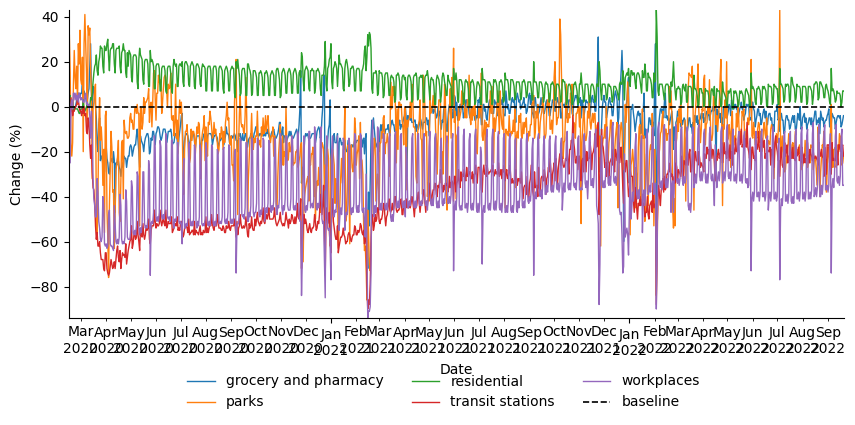 40
20
0
−20
−40
−60
−80
Change (%)
Mar Apr May Jun Jul Aug Sep Oct Nov Dec Jan Feb Mar Apr May Jun Jul Aug Sep Oct Nov Dec Jan Feb Mar Apr May Jun Jul Aug Sep
2020 2020 2020 2020 2020 2020 2020 2020 2020 2020 2021 2021 2021 2021 2021 2021 2021 2021 2021 2021 2021 2021 2022 2022 2022 2022 2022 2022 2022 2022 2022
Date
grocery and pharmacy residential workplaces
parks transit stations baseline